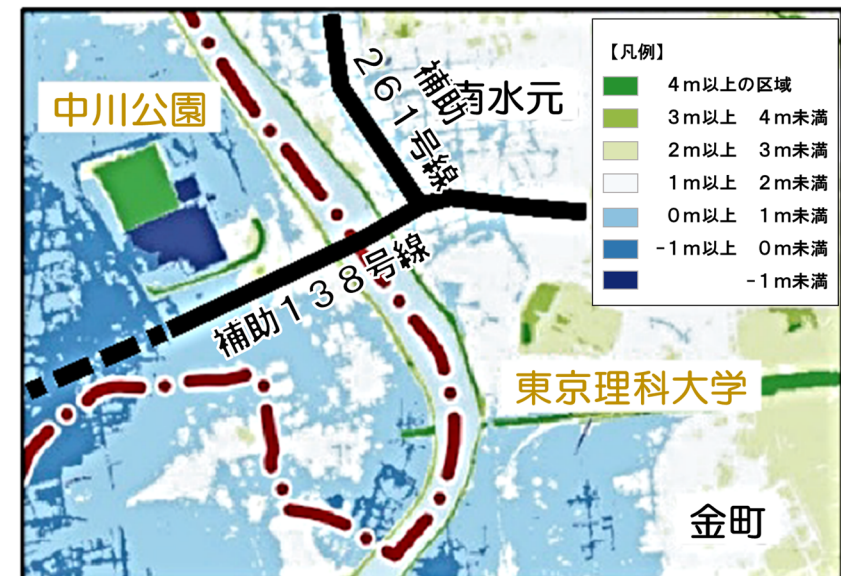 中川公園
補助
261号線
南水元
補助138号線
東京理科大学
金町
【凡例】
4m以上の区域
3m以上 4m未満
2m以上 3m未満
1m以上 2m未満
0m以上 1m未満
-1m以上 0m未満
-1m未満